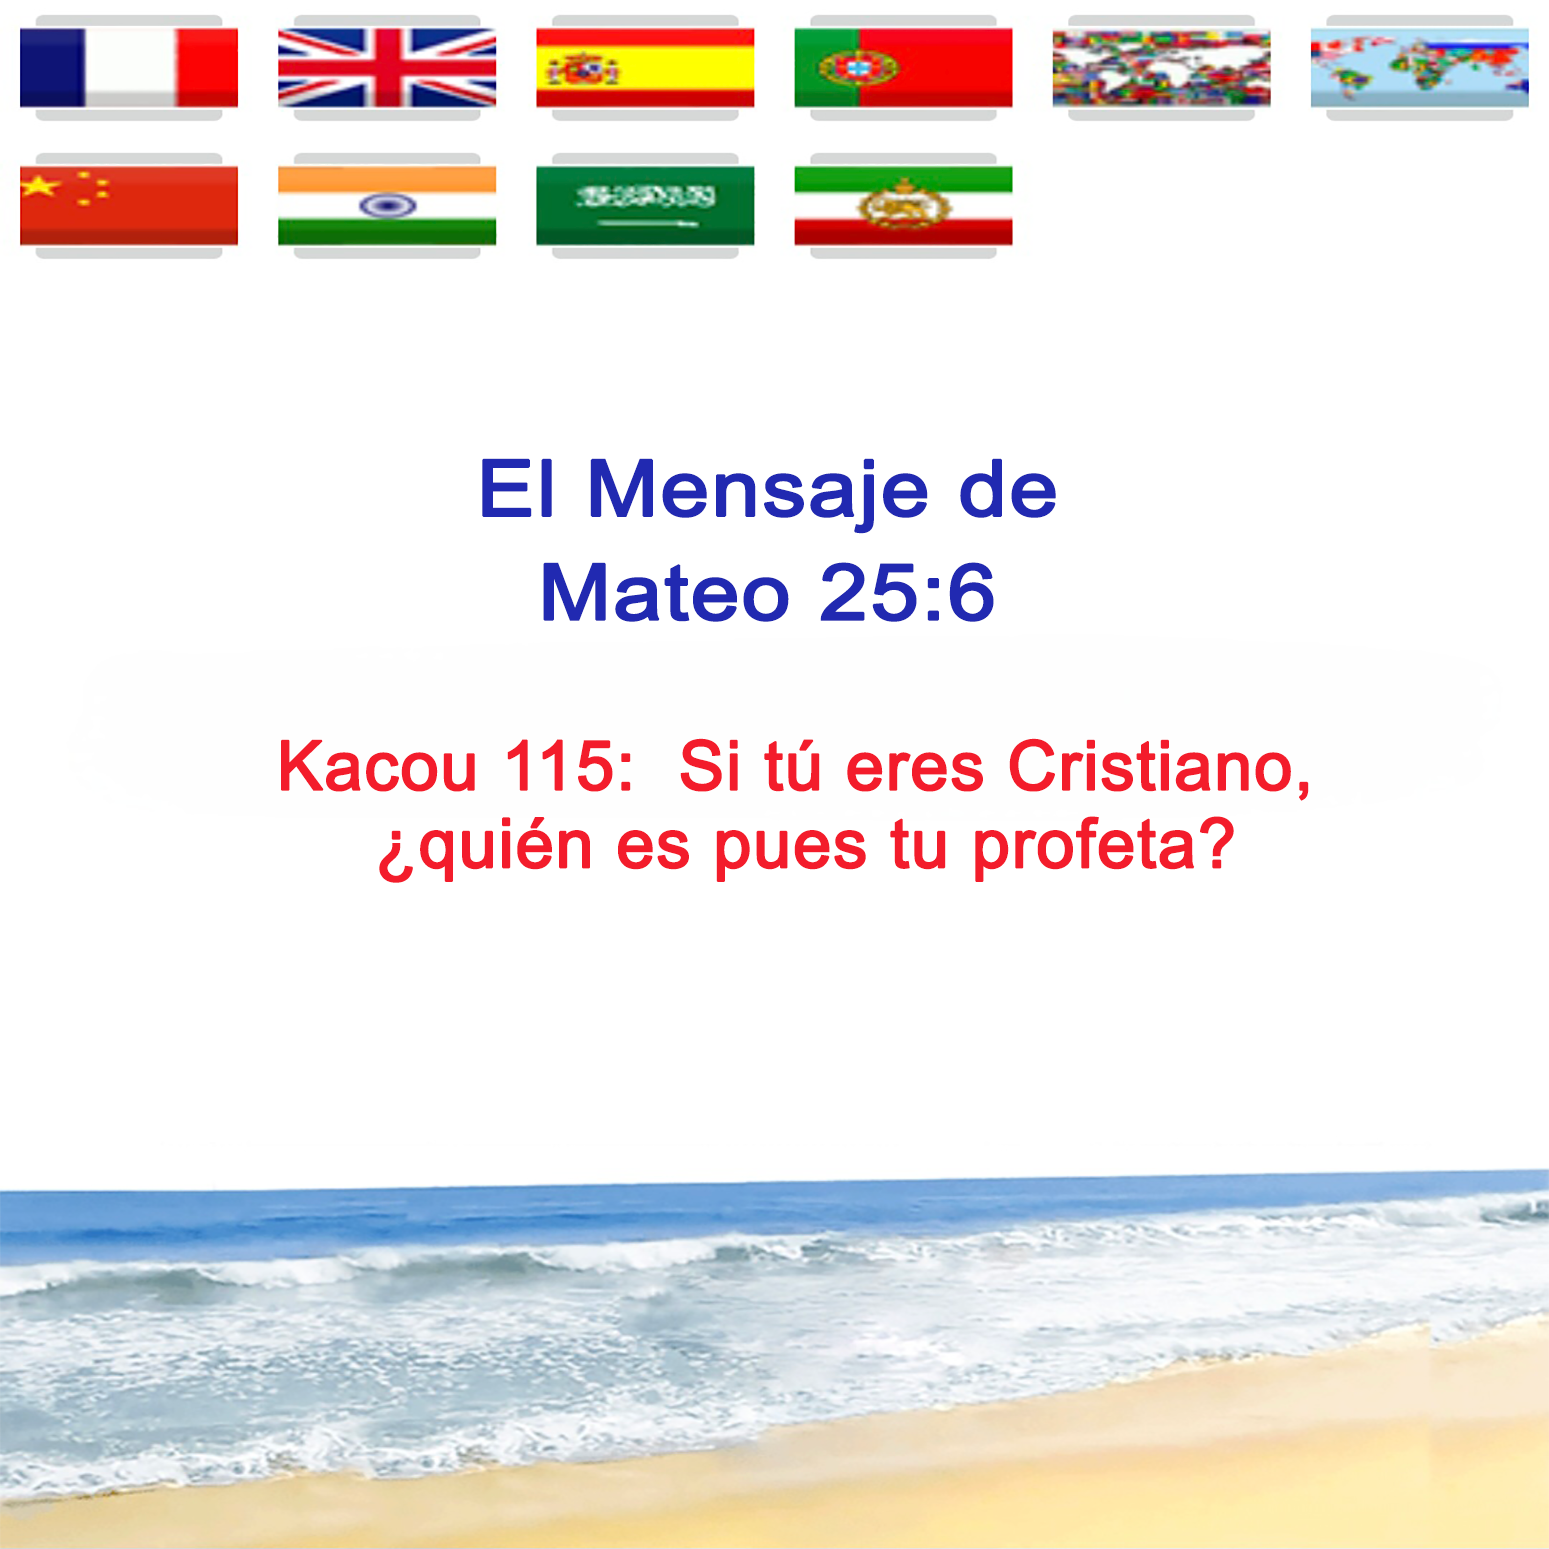 El Mensaje de
Mateo 25:6
Kacou 115: Si tú eres Cristiano,
¿quién es pues tu profeta?